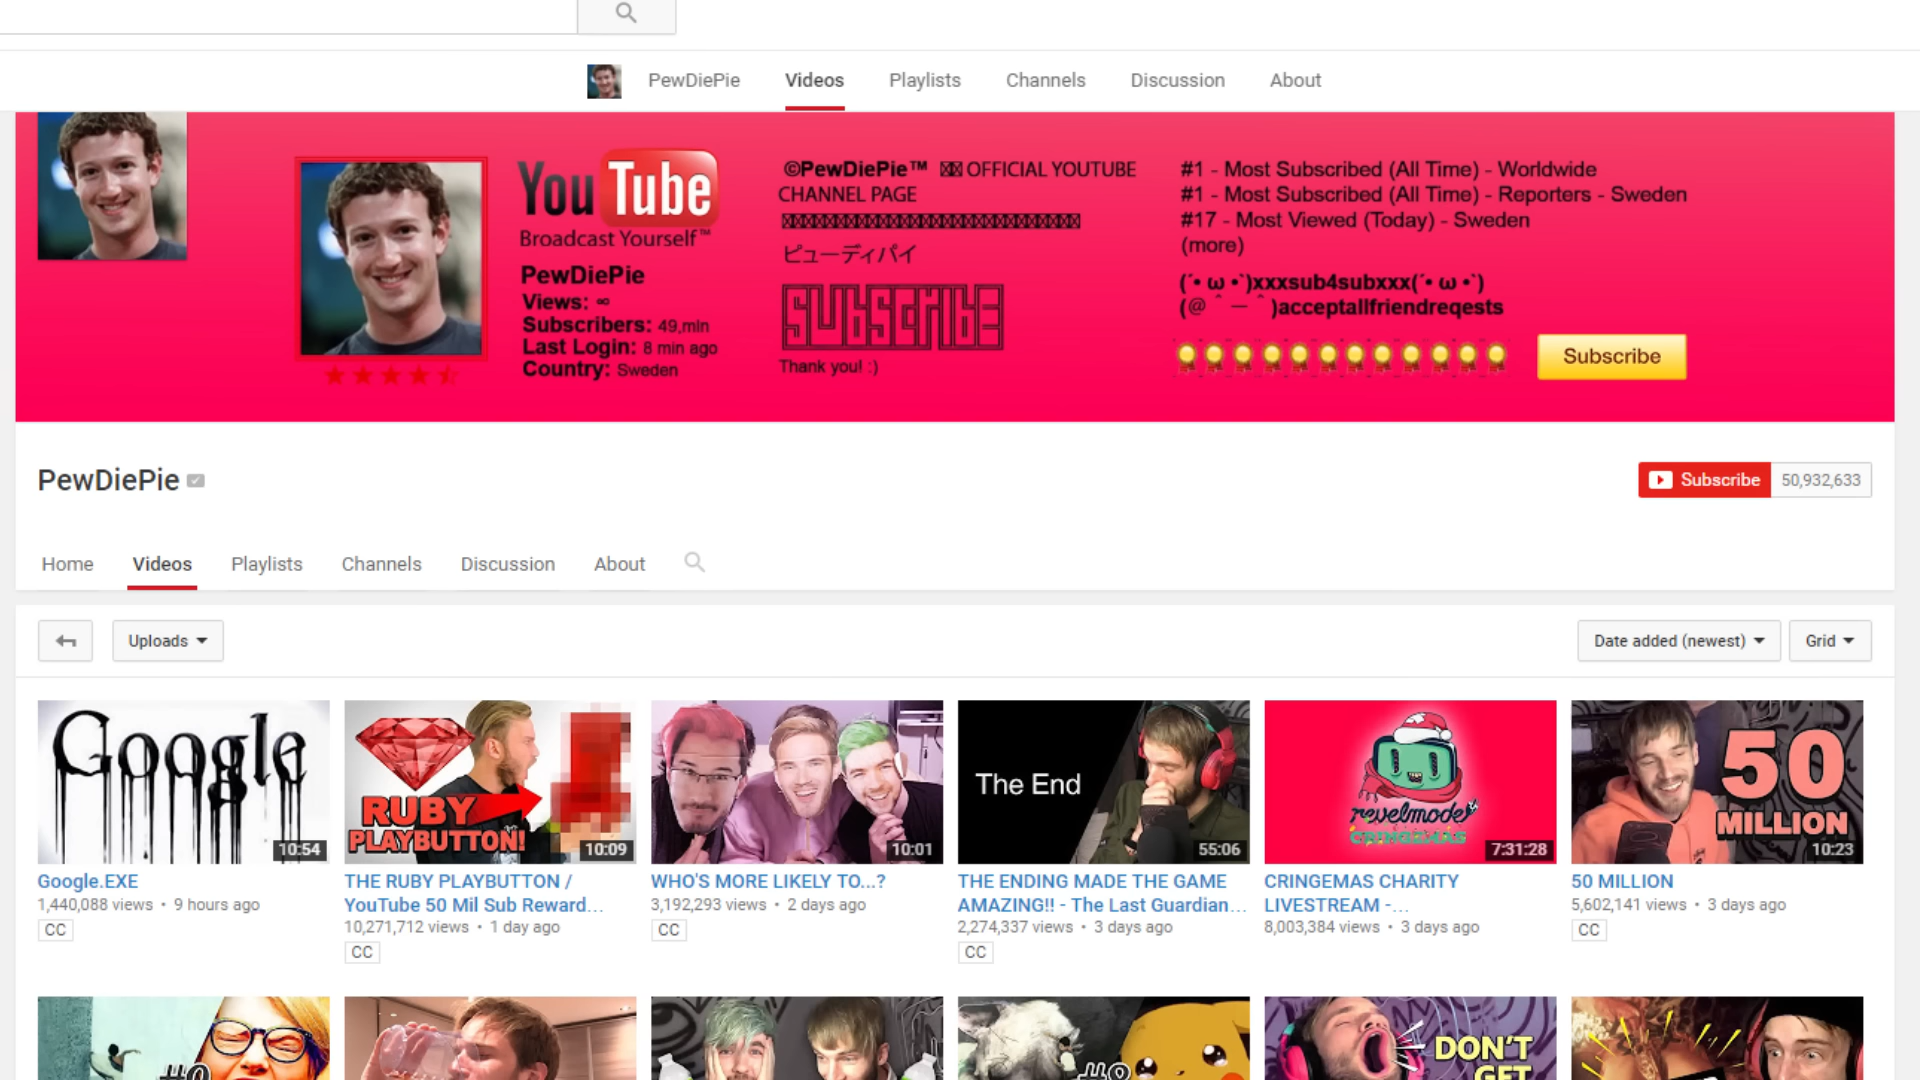 PewDiePie Videos Playlists Channels Discussion About
YouTube
Broadcast Yourself™
PewDiePie
Views: ∞
Subscribers: 49,min
Last Login: 8 min ago
Country: Sweden
©PewDiePie™ OFFICIAL YOUTUBE
CHANNEL PAGE
ピューディパイ
SUBSCRIBE
Thank you! :)
#1 - Most Subscribed (All Time) - Worldwide
#1 - Most Subscribed (All Time) - Reporters - Sweden
#17 - Most Viewed (Today) - Sweden
(more)
(´• ω •`)xxxsub4subxxx(´• ω •`)
(@＾－＾)acceptallfriendreqests
Subscribe
PewDiePie
Subscribe 50,932,633
Home Videos Playlists Channels Discussion About
Uploads
Date added (newest) Grid
Google
10:54
Google.EXE
1,440,088 views • 9 hours ago
CC
RUBY
PLAYBUTTON!
10:09
THE RUBY PLAYBUTTON /
YouTube 50 Mil Sub Reward...
10,271,712 views • 1 day ago
CC
10:01
WHO'S MORE LIKELY TO...?
3,192,293 views • 2 days ago
CC
The End
55:06
THE ENDING MADE THE GAME
AMAZING!! - The Last Guardian...
2,274,337 views • 3 days ago
CC
revelmode
CRINGEMAS
7:31:28
CRINGEMAS CHARITY
LIVESTREAM -...
8,003,384 views • 3 days ago
50
MILLION
10:23
50 MILLION
5,602,141 views • 3 days ago
CC
DON'T
GET